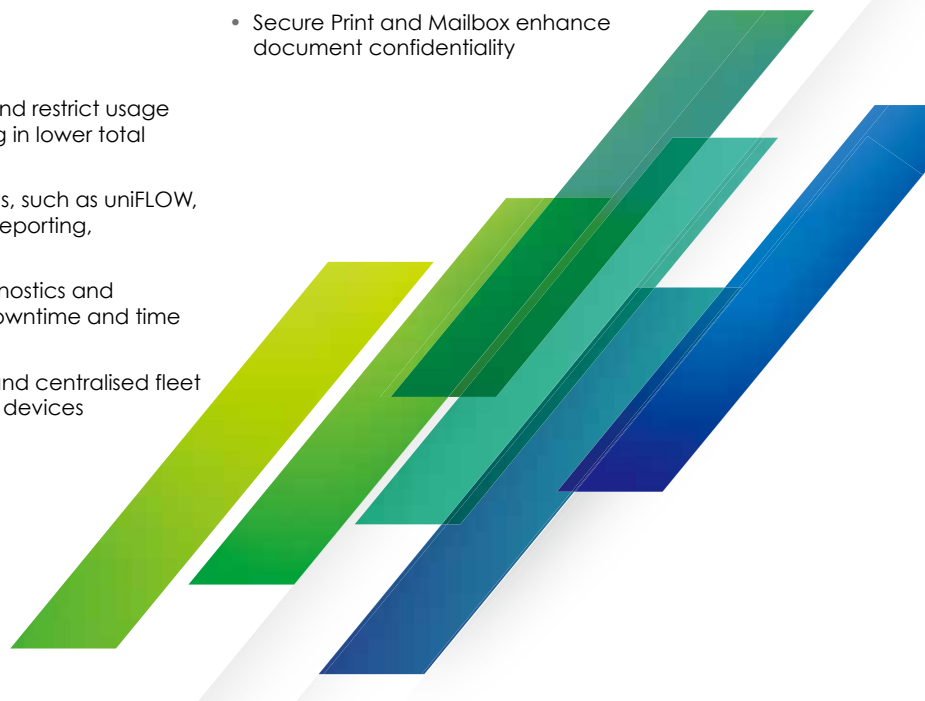 • Secure Print and Mailbox enhance
document confidentiality
nd restrict usage
g in lower total
s, such as uniFLOW,
eporting,
nostics and
owntime and time
and centralised fleet
devices